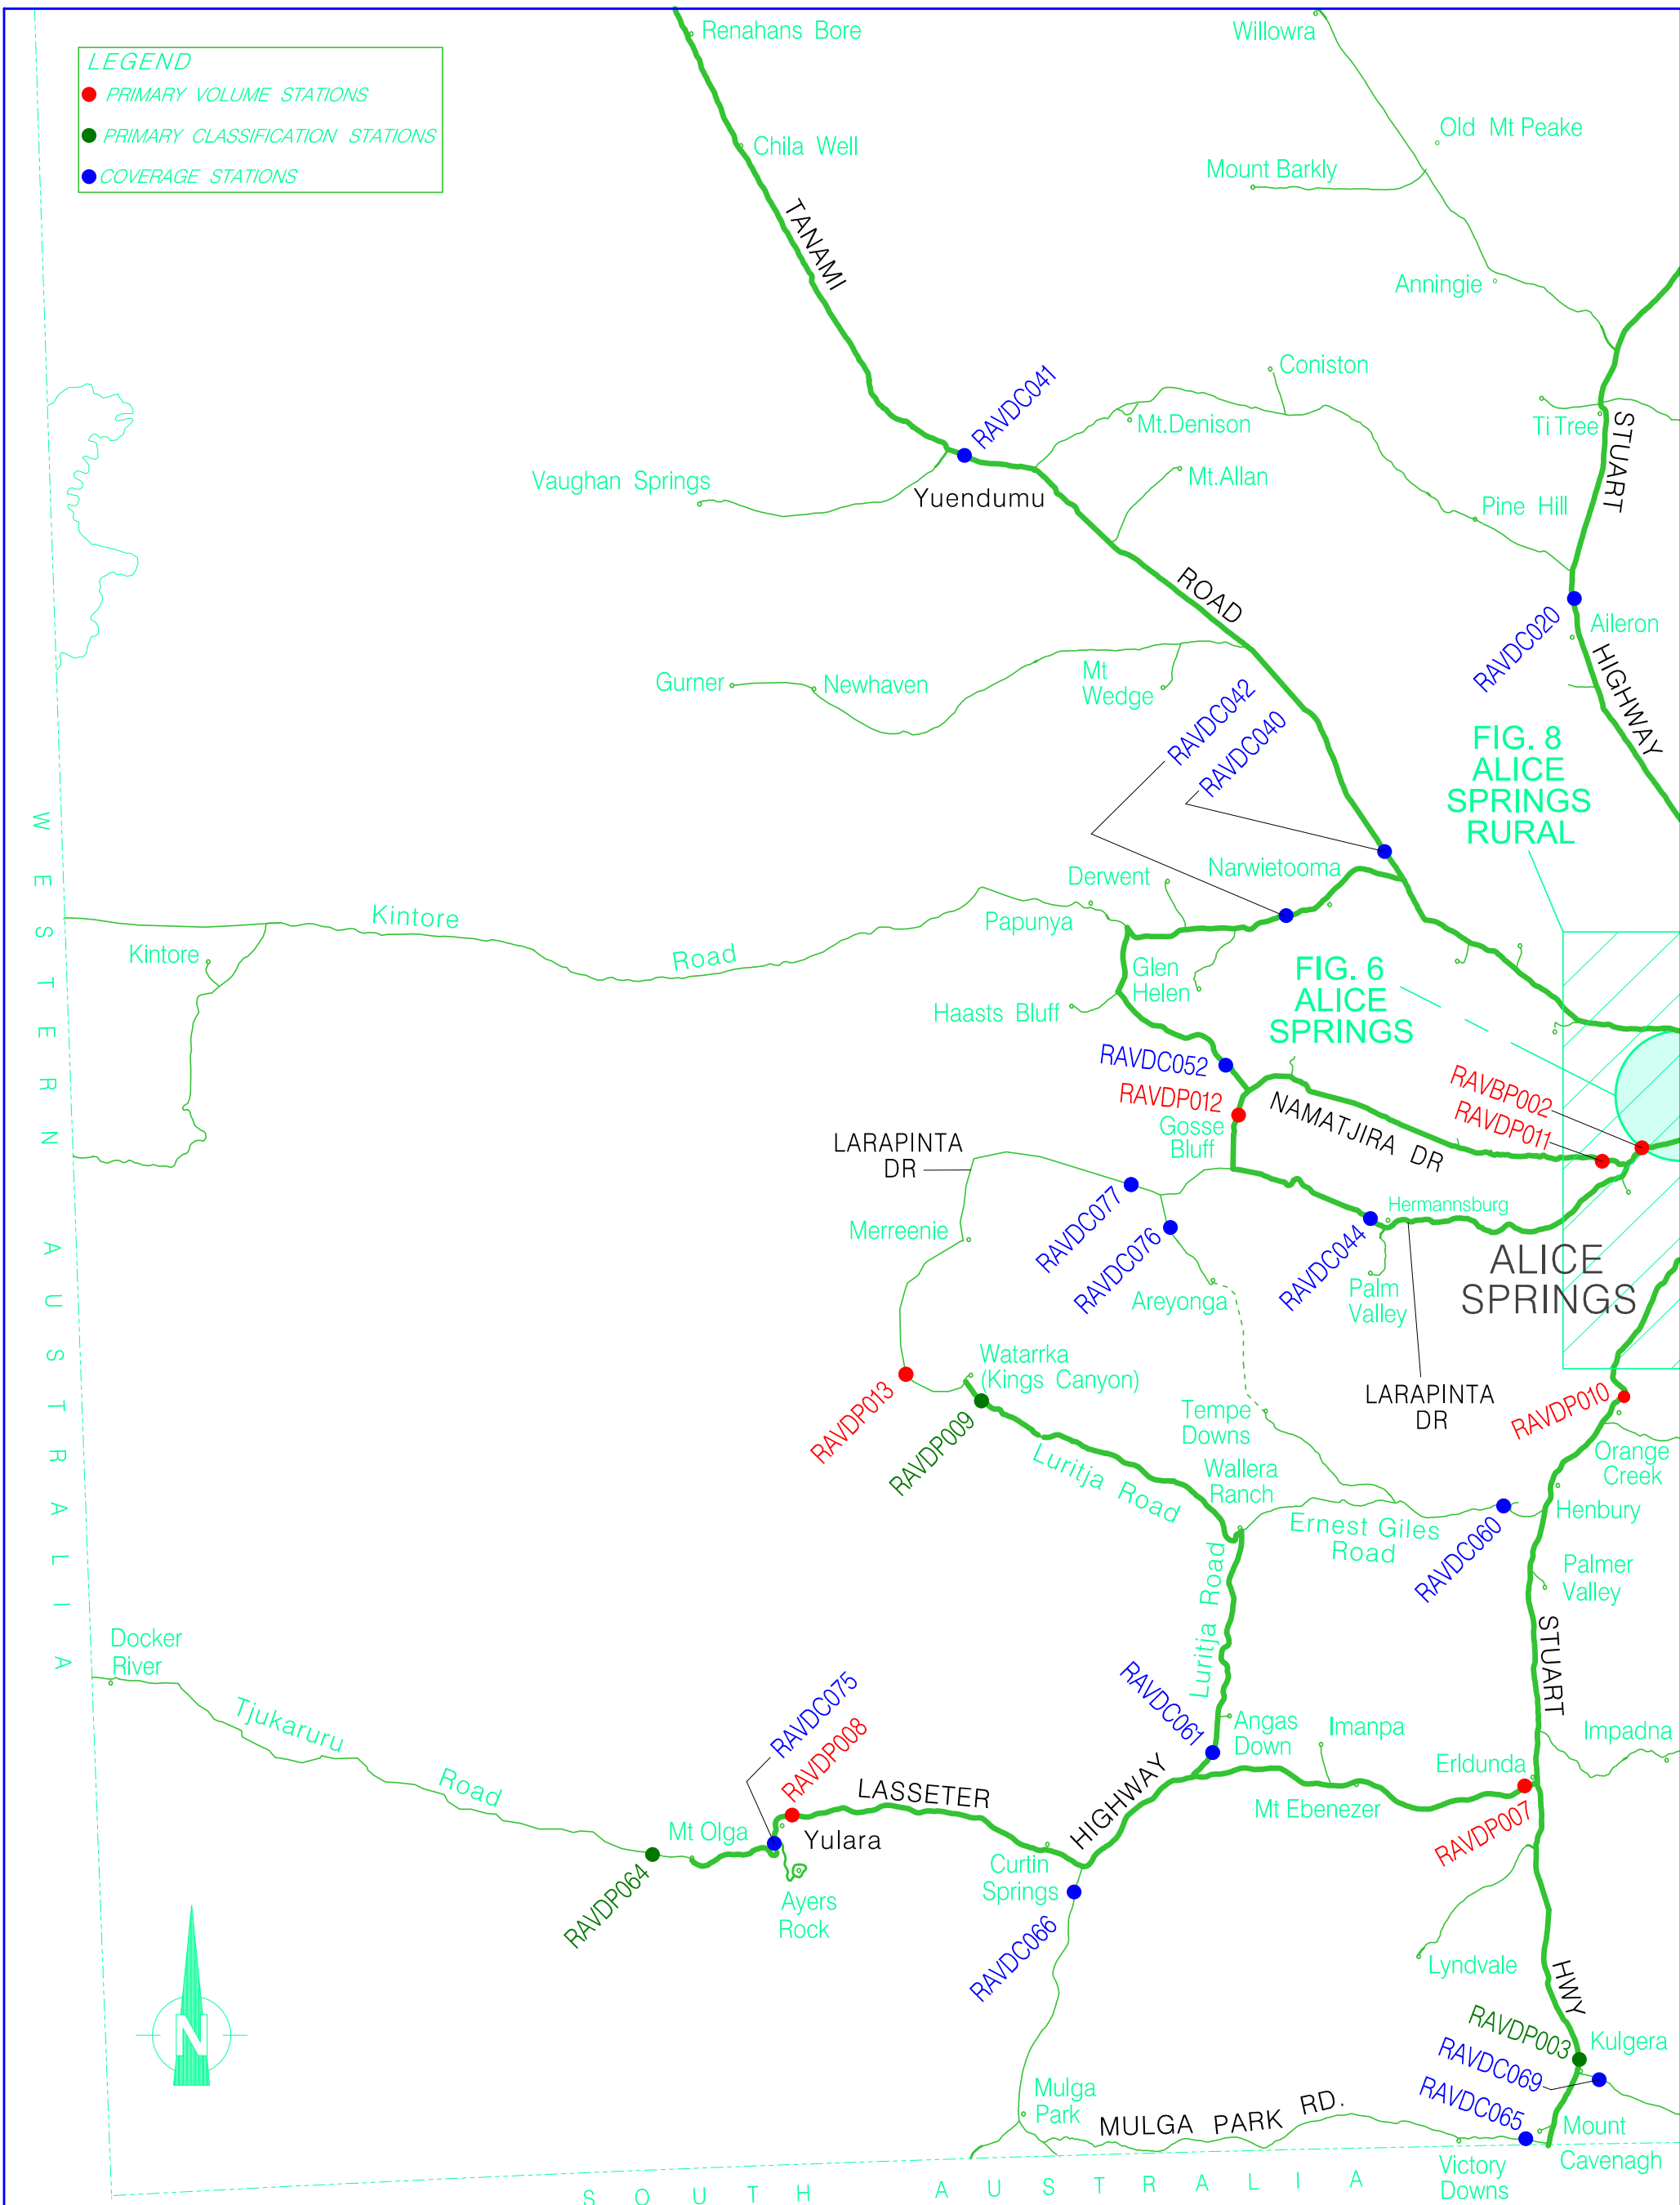 LEGEND
PRIMARY VOLUME STATIONS
PRIMARY CLASSIFICATION STATIONS
COVERAGE STATIONS
Renahans Bore
Willowra
Chila Well
Old Mt Peake
Mount Barkly
TANAMI
Anningie
RAVDC041
Coniston
Mt.Denison
Ti Tree
STUART
Vaughan Springs
Yuendumu
Mt.Allan
Pine Hill
ROAD
RAVDC020
Aileron
HIGHWAY
Gurner
Newhaven
Mt
Wedge
RAVDC042
RAVDC040
FIG. 8
ALICE
SPRINGS
RURAL
WESTERN AUSTRALIA
Derwent
Narwietooma
Kintore
Road
Papunya
Kintore
Glen
Helen
FIG. 6
ALICE
SPRINGS
Haasts Bluff
RAVDC052
RAVDP012
Gosse
Bluff
NAMATJIRA DR
RAVBP002
RAVDP011
LARAPINTA
DR
RAVDC077
RAVDC076
Merreenie
Hermannsburg
RAVDC044
ALICE
SPRINGS
Areyonga
Palm
Valley
Watarrka
(Kings Canyon)
RAVDP013
RAVDP009
LARAPINTA
DR
RAVDP010
Tempe
Downs
Luritja Road
Wallera
Ranch
Orange
Creek
Henbury
Ernest Giles
Road
RAVDC060
Luritja Road
Palmer
Valley
STUART
Docker
River
Tjukaruru
Road
RAVDC075
RAVDP008
RAVDC061
Angas
Down
Imanpa
Impadna
Erldunda
LASSETER
HIGHWAY
Mt Ebenezer
RAVDP007
Mt Olga
Yulara
RAVDP064
Ayers
Rock
Curtin
Springs
RAVDC066
Lyndvale
HWY
N
RAVDP003
Kulgera
RAVDC069
RAVDC065
Mulga
Park
MULGA PARK RD.
Mount
Cavenagh
Victory
Downs
SOUTH AUSTRALIA